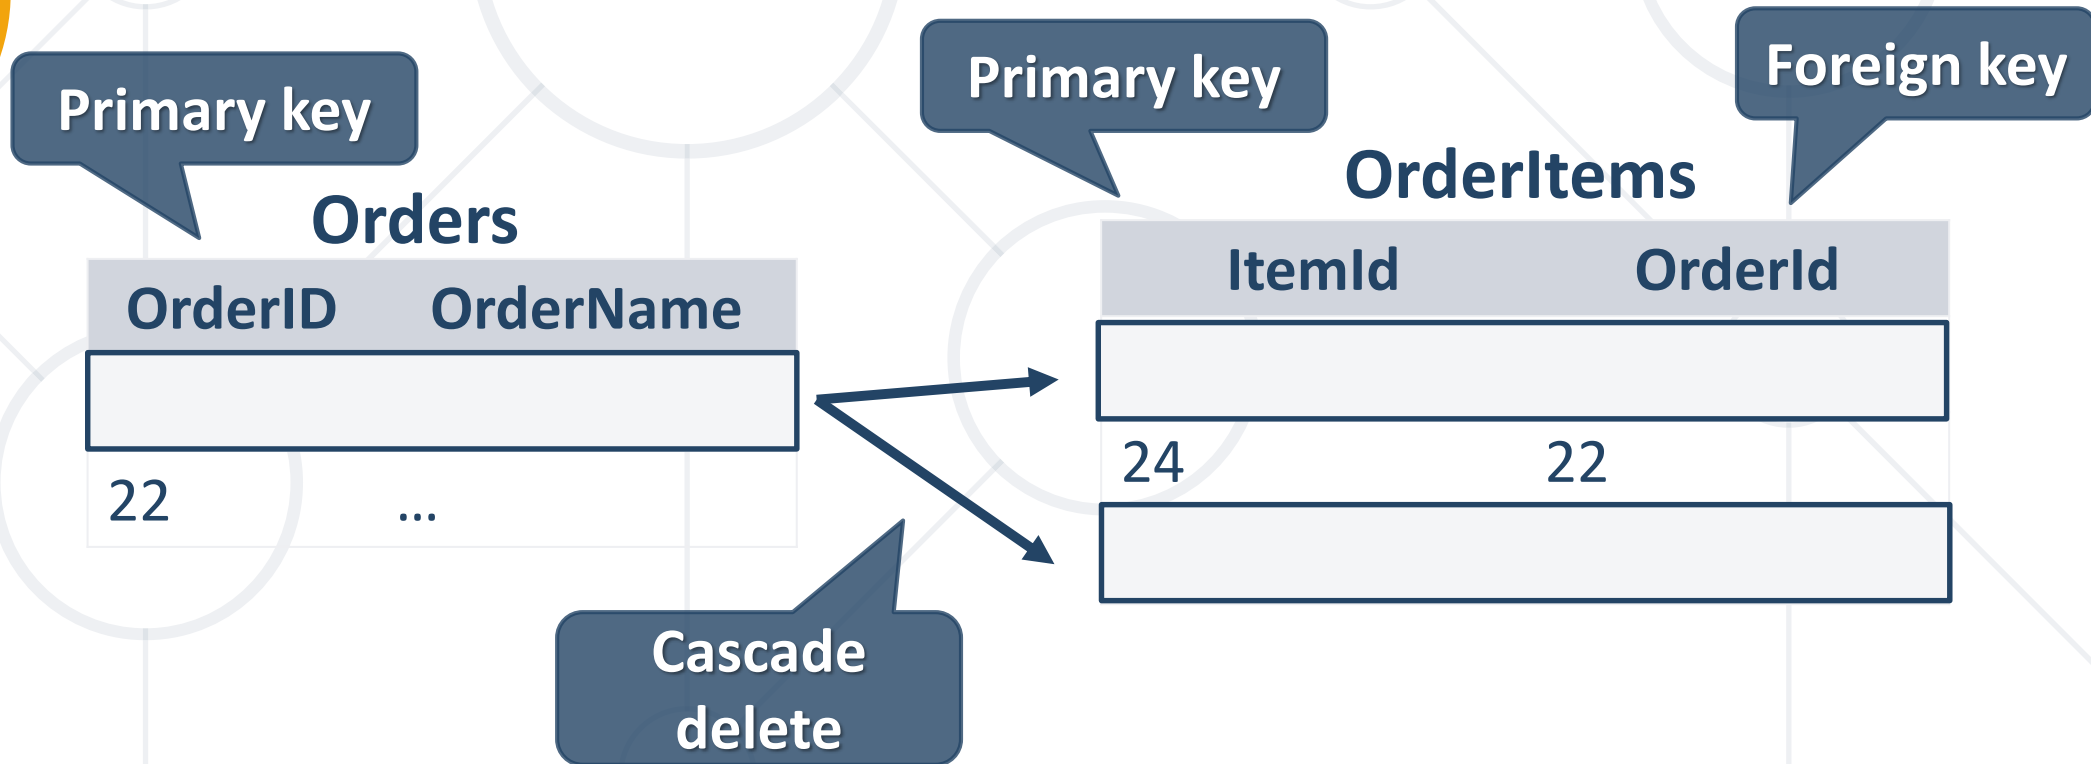 Primary key
Orders
OrderID OrderName
22 ...
Cascade
delete
Primary key
Foreign key
OrderItems
ItemId OrderId
24 22